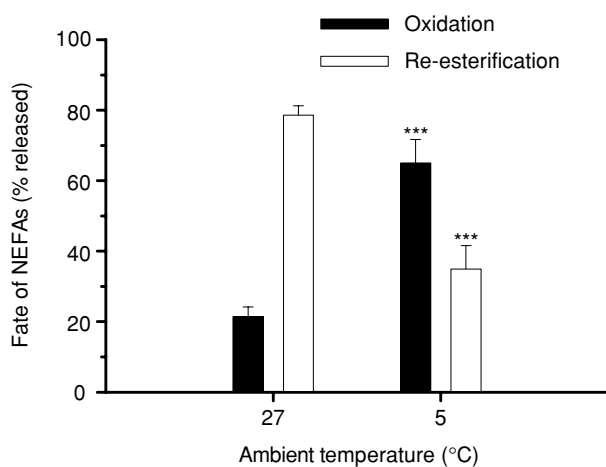 100
80
60
40
20
0
Fate of NEFAs (% released)
Oxidation
Re-esterification
***
***
27
5
Ambient temperature (°C)